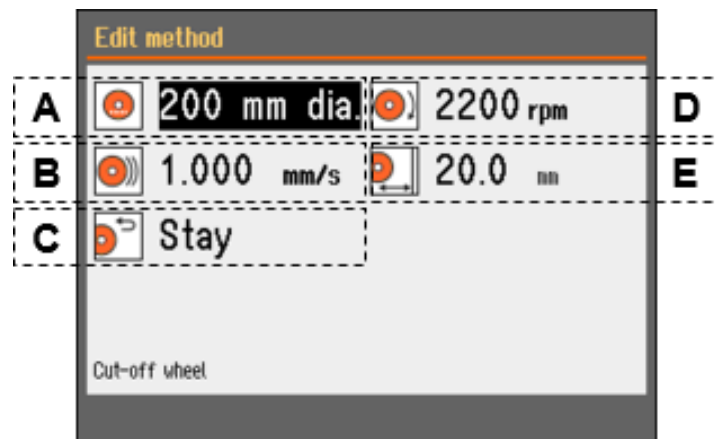 Edit method
A 200 mm dia. 2200 rpm D
B 1.000 mm/s 20.0 mm E
C Stay
Cut-off wheel